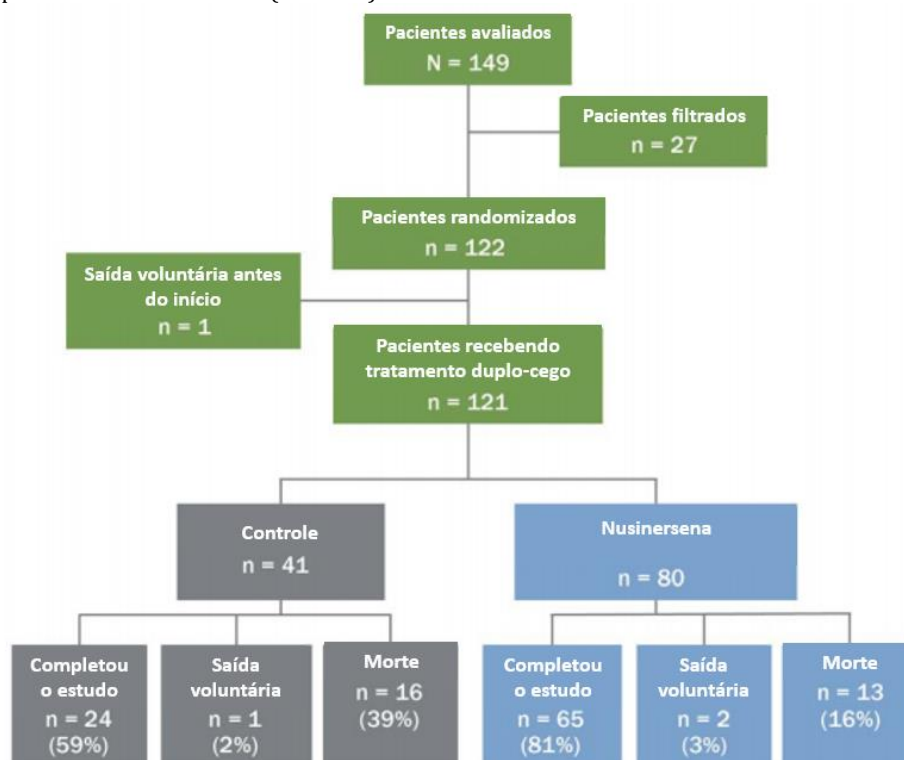 Pacientes avaliados
N = 149
Pacientes filtrados
n = 27
Pacientes randomizados
n = 122
Saída voluntária antes
do início
n = 1
Pacientes recebendo
tratamento duplo-cego
n = 121
Controle
n = 41
Nusinersena
n = 80
Completou
o estudo
n = 24
(59%)
Saída
voluntária
n = 1
(2%)
Morte
n = 16
(39%)
Completou
o estudo
n = 65
(81%)
Saída
voluntária
n = 2
(3%)
Morte
n = 13
(16%)